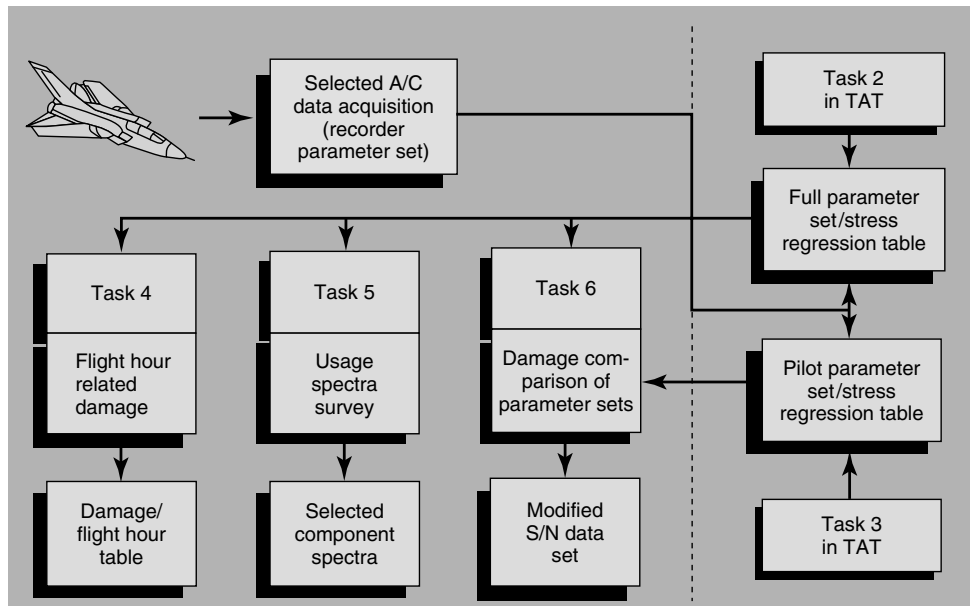 Selected A/C
data acquisition
(recorder
parameter set)
Task 2
in TAT
Full parameter
set/stress
regression table
Task 4
Flight hour
related
damage
Task 5
Usage
spectra
survey
Task 6
Damage com-
parison of
parameter sets
Pilot parameter
set/stress
regression table
Damage/
flight hour
table
Selected
component
spectra
Modified
S/N data
set
Task 3
in TAT